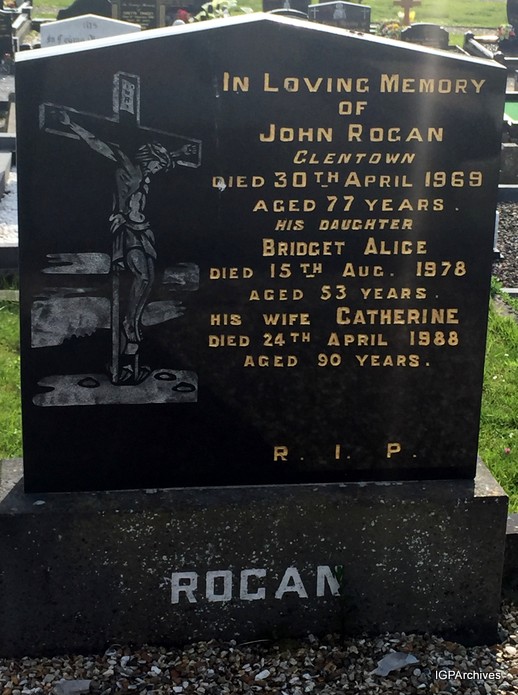 In Loving Memory
OF
John Rogan
GLENTOWN
DIED 30TH April 1969
AGED 77 YEARS.
HIS DAUGHTER
Bridget Alice
DIED 15TH Aug. 1978
AGED 53 YEARS.
HIS WIFE Catherine
DIED 24TH April 1988
AGED 90 YEARS.
R. I. P.
ROGAN
IGPArchives